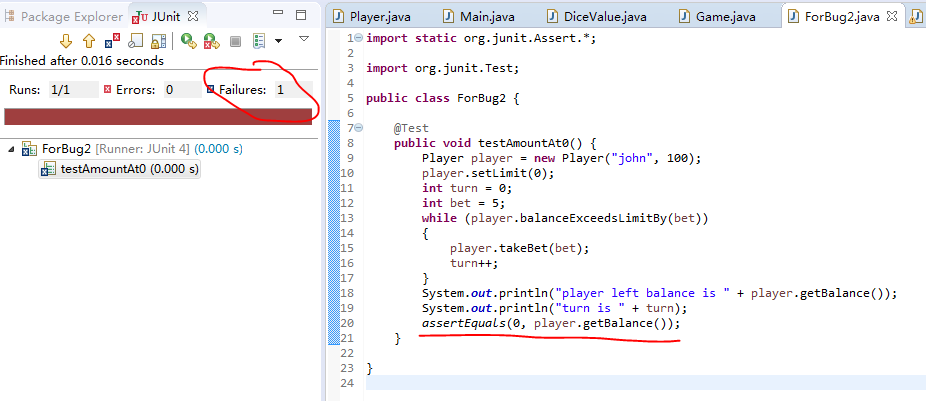 Package Explorer JUnit
Finished after 0.016 seconds
Runs: 1/1 Errors: 0 Failures: 1
ForBug2 [Runner: JUnit 4] (0.000 s)
testAmountAt0 (0.000 s)
Player.java Main.java DiceValue.java Game.java ForBug2.java
1 import static org.junit.Assert.*;
2
3 import org.junit.Test;
4
5 public class ForBug2 {
6
7 @Test
8 public void testAmountAt0() {
9 Player player = new Player("john", 100);
10 player.setLimit(0);
11 int turn = 0;
12 int bet = 5;
13 while (player.balanceExceedsLimitBy(bet))
14 {
15 player.takeBet(bet);
16 turn++;
17 }
18 System.out.println("player left balance is " + player.getBalance());
19 System.out.println("turn is " + turn);
20 assertEquals(0, player.getBalance());
21 }
22
23 }
24